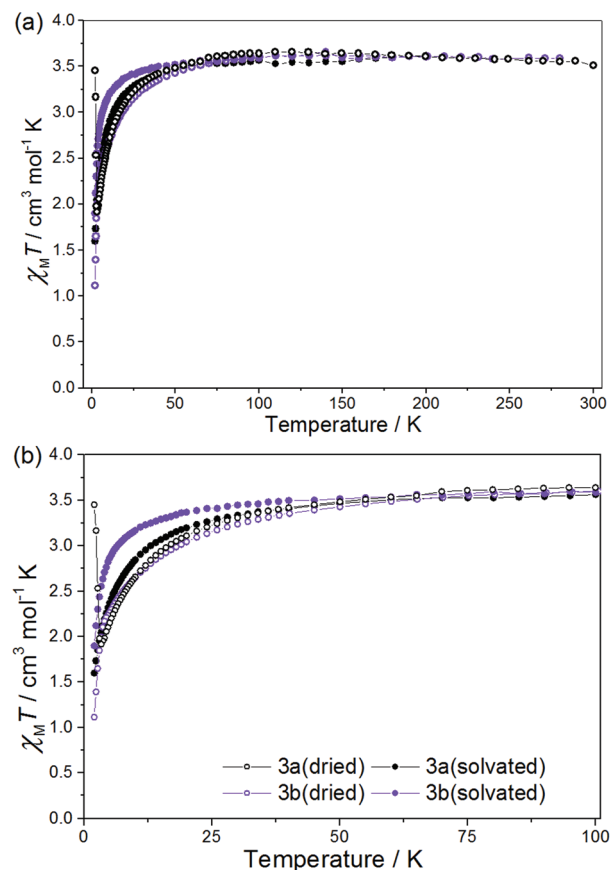 (a)
4.0
3.5
3.0
2.5
2.0
1.5
1.0
0.5
0.0
χ_M T / cm³ mol⁻¹ K
0 50 100 150 200 250 300
Temperature / K
(b)
4.0
3.5
3.0
2.5
2.0
1.5
1.0
0.5
0.0
χ_M T / cm³ mol⁻¹ K
3a(dried) 3a(solvated)
3b(dried) 3b(solvated)
0 25 50 75 100
Temperature / K